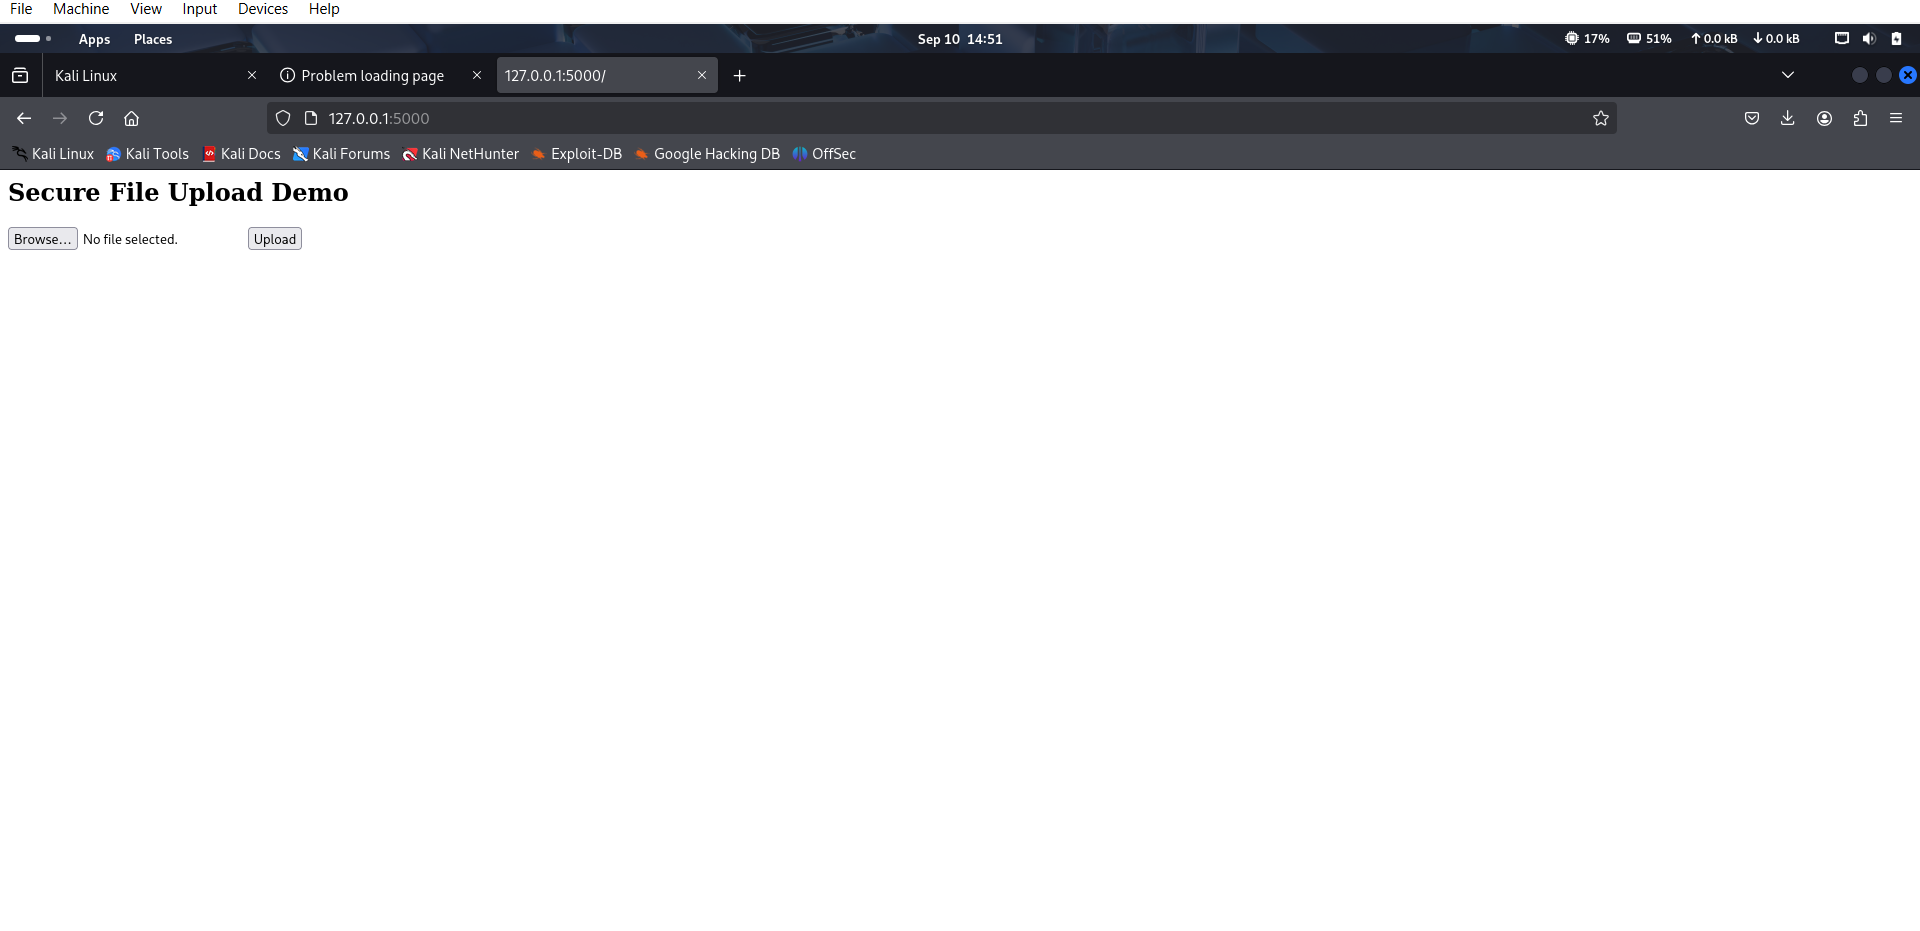 File Machine View Input Devices Help
Apps Places Sep 10 14:51 17% 51% 0.0 kB 0.0 kB
Kali Linux Problem loading page 127.0.0.1:5000/
127.0.0.1:5000
Kali Linux Kali Tools Kali Docs Kali Forums Kali NetHunter Exploit-DB Google Hacking DB OffSec
Secure File Upload Demo
Browse... No file selected. Upload